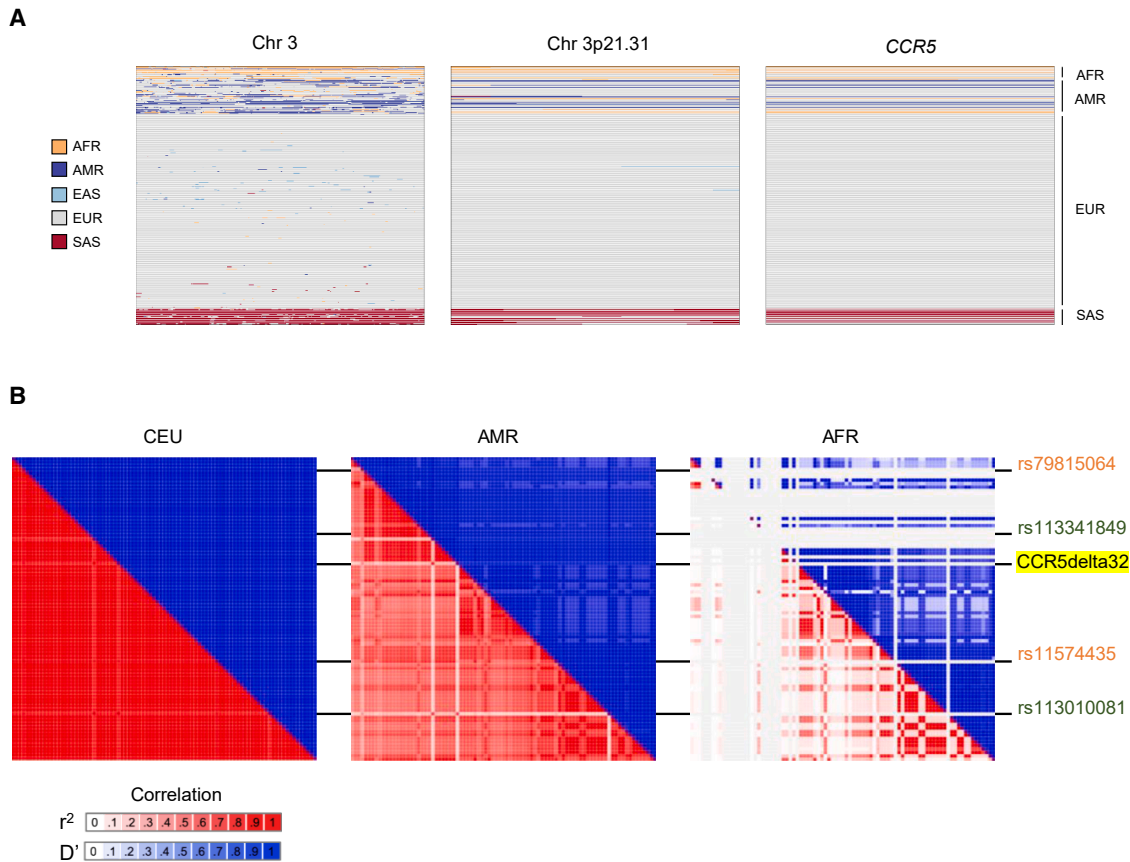 A
Chr 3
Chr 3p21.31
CCR5
AFR
AMR
EAS
EUR
SAS
AFR
AMR
EUR
SAS
B
CEU
AMR
AFR
rs79815064
rs113341849
CCR5delta32
rs11574435
rs113010081
Correlation
r² 0 .1 .2 .3 .4 .5 .6 .7 .8 .9 1
D' 0 .1 .2 .3 .4 .5 .6 .7 .8 .9 1